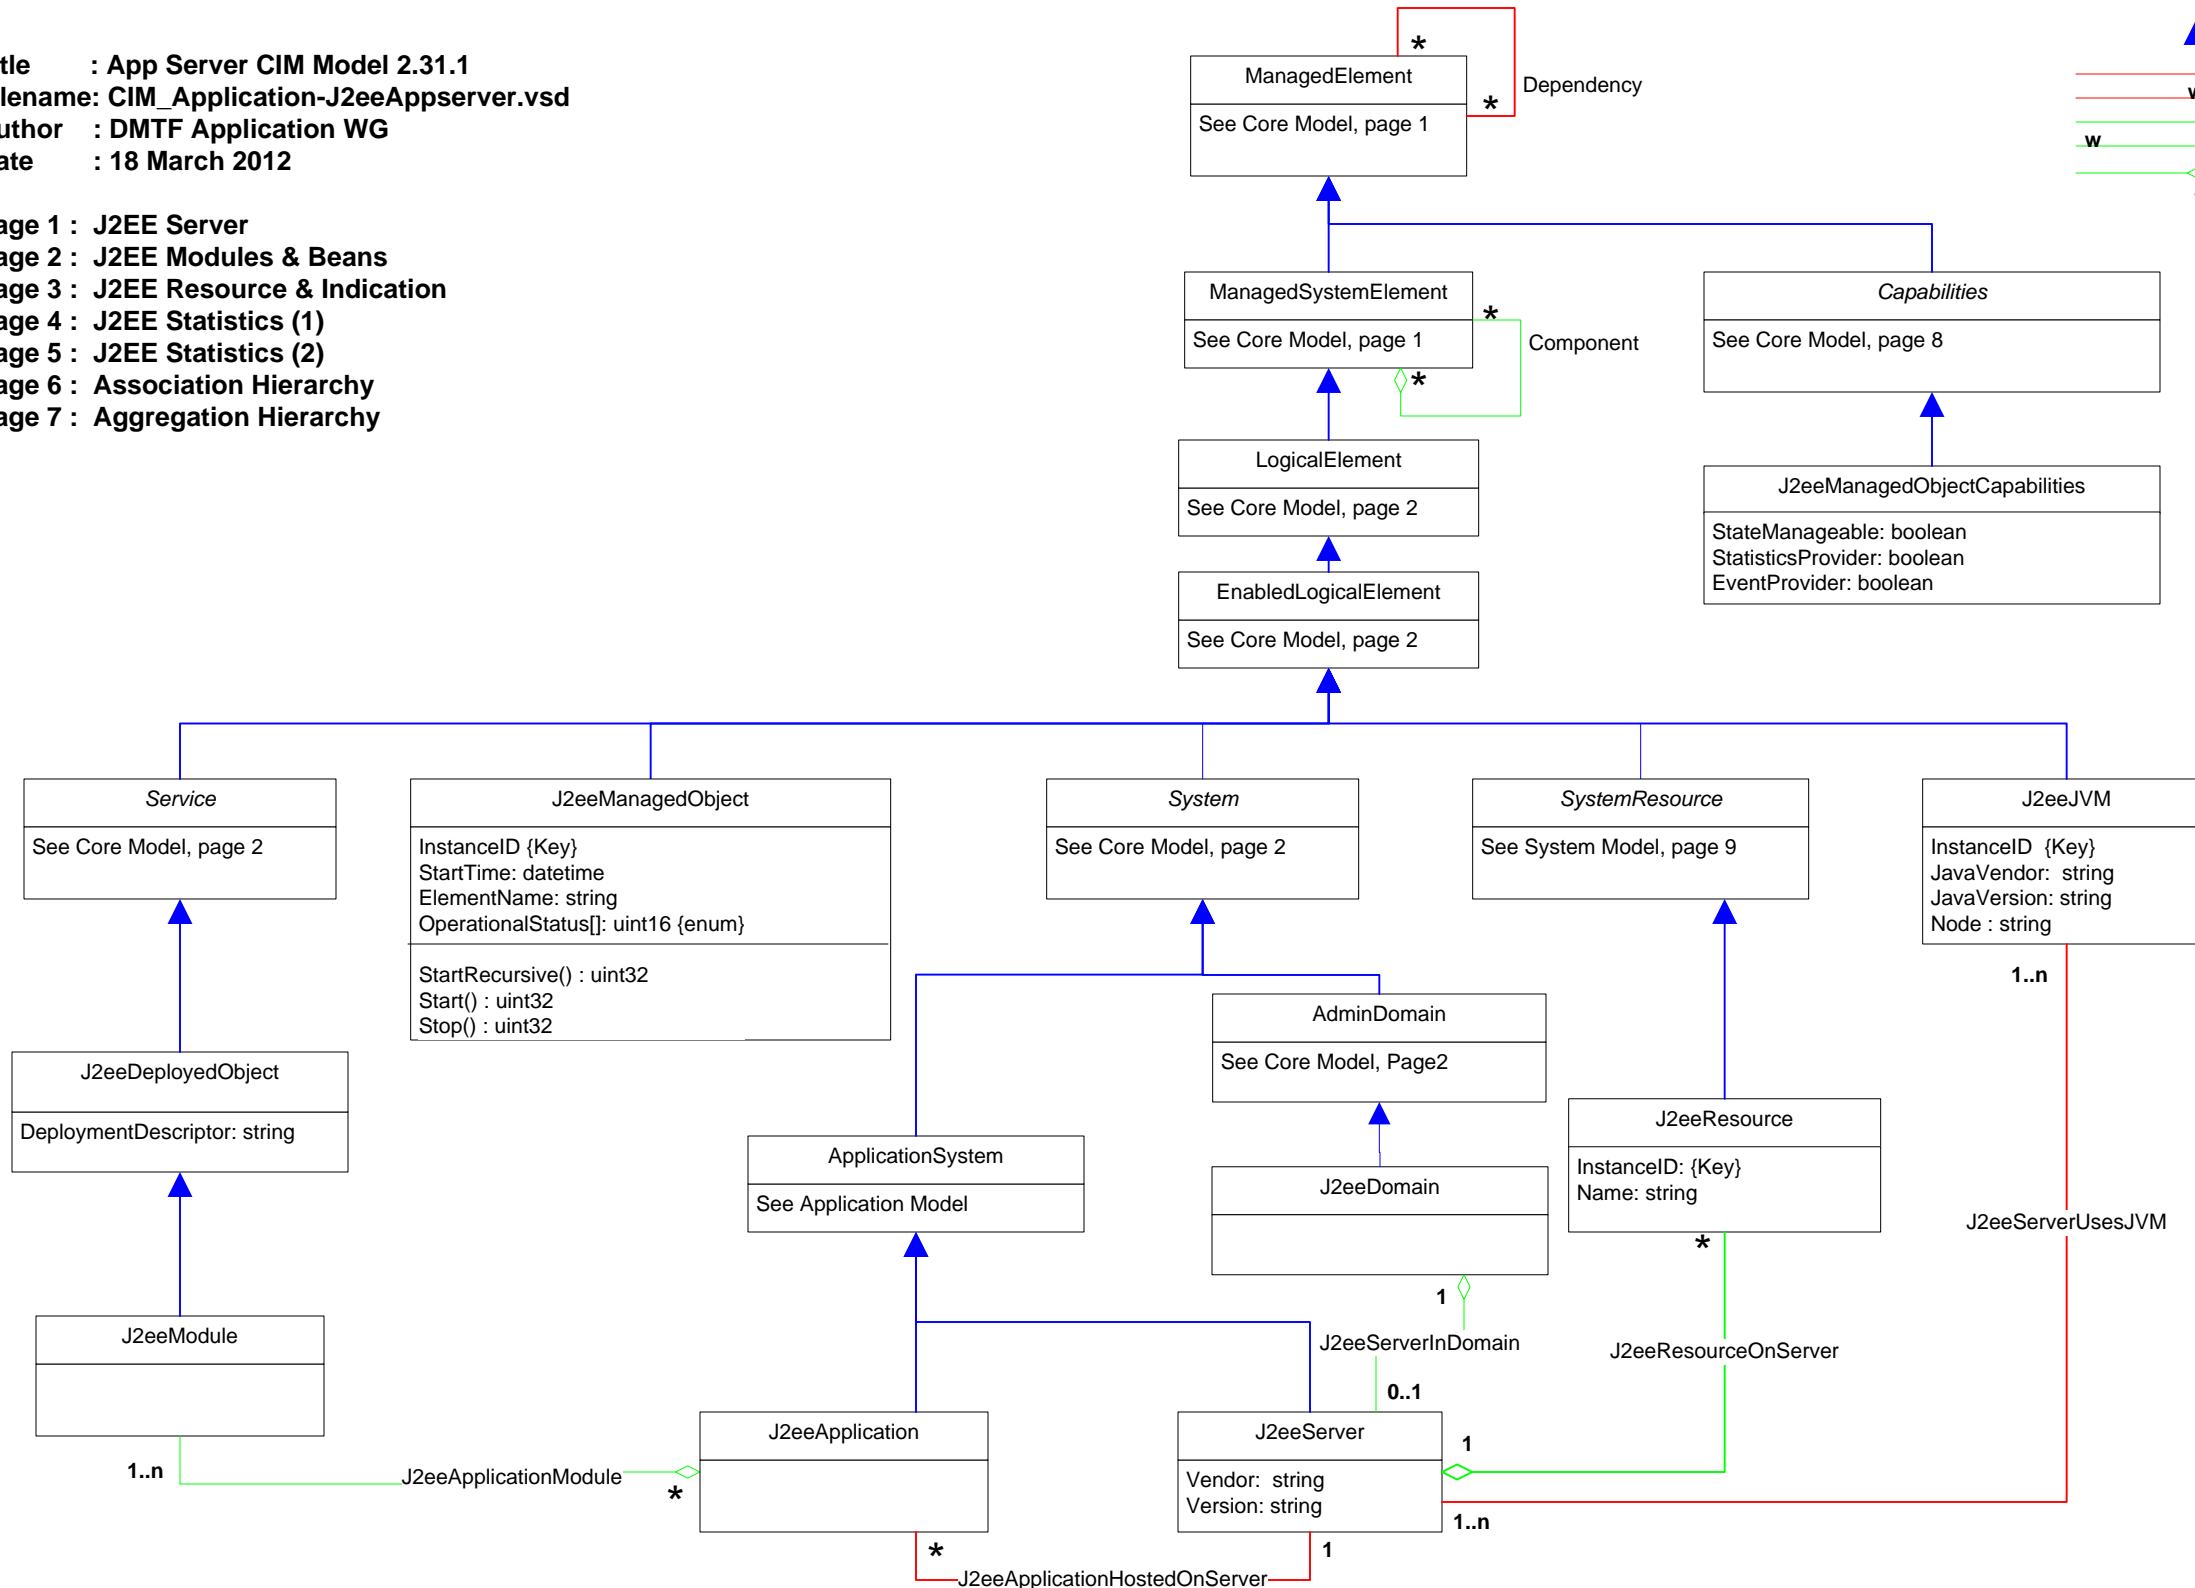 tle : App Server CIM Model 2.31.1
lename: CIM_Application-J2eeAppserver.vsd
uthor : DMTF Application WG
ate : 18 March 2012
age 1 : J2EE Server
age 2 : J2EE Modules & Beans
age 3 : J2EE Resource & Indication
age 4 : J2EE Statistics (1)
age 5 : J2EE Statistics (2)
age 6 : Association Hierarchy
age 7 : Aggregation Hierarchy
*
ManagedElement
*
Dependency
See Core Model, page 1
w
ManagedSystemElement
*
See Core Model, page 1
*
Component
Capabilities
See Core Model, page 8
LogicalElement
See Core Model, page 2
J2eeManagedObjectCapabilities
StateManageable: boolean
StatisticsProvider: boolean
EventProvider: boolean
EnabledLogicalElement
See Core Model, page 2
Service
See Core Model, page 2
J2eeManagedObject
InstanceID {Key}
StartTime: datetime
ElementName: string
OperationalStatus[]: uint16 {enum}
StartRecursive() : uint32
Start() : uint32
Stop() : uint32
System
See Core Model, page 2
SystemResource
See System Model, page 9
J2eeJVM
InstanceID {Key}
JavaVendor: string
JavaVersion: string
Node : string
1..n
AdminDomain
See Core Model, Page2
J2eeDeployedObject
DeploymentDescriptor: string
ApplicationSystem
See Application Model
J2eeDomain
J2eeResource
InstanceID: {Key}
Name: string
*
J2eeServerUsesJVM
1
J2eeServerInDomain
0..1
J2eeResourceOnServer
J2eeModule
1..n
J2eeApplicationModule
*
J2eeApplication
J2eeServer
Vendor: string
Version: string
1
1..n
*
1
J2eeApplicationHostedOnServer